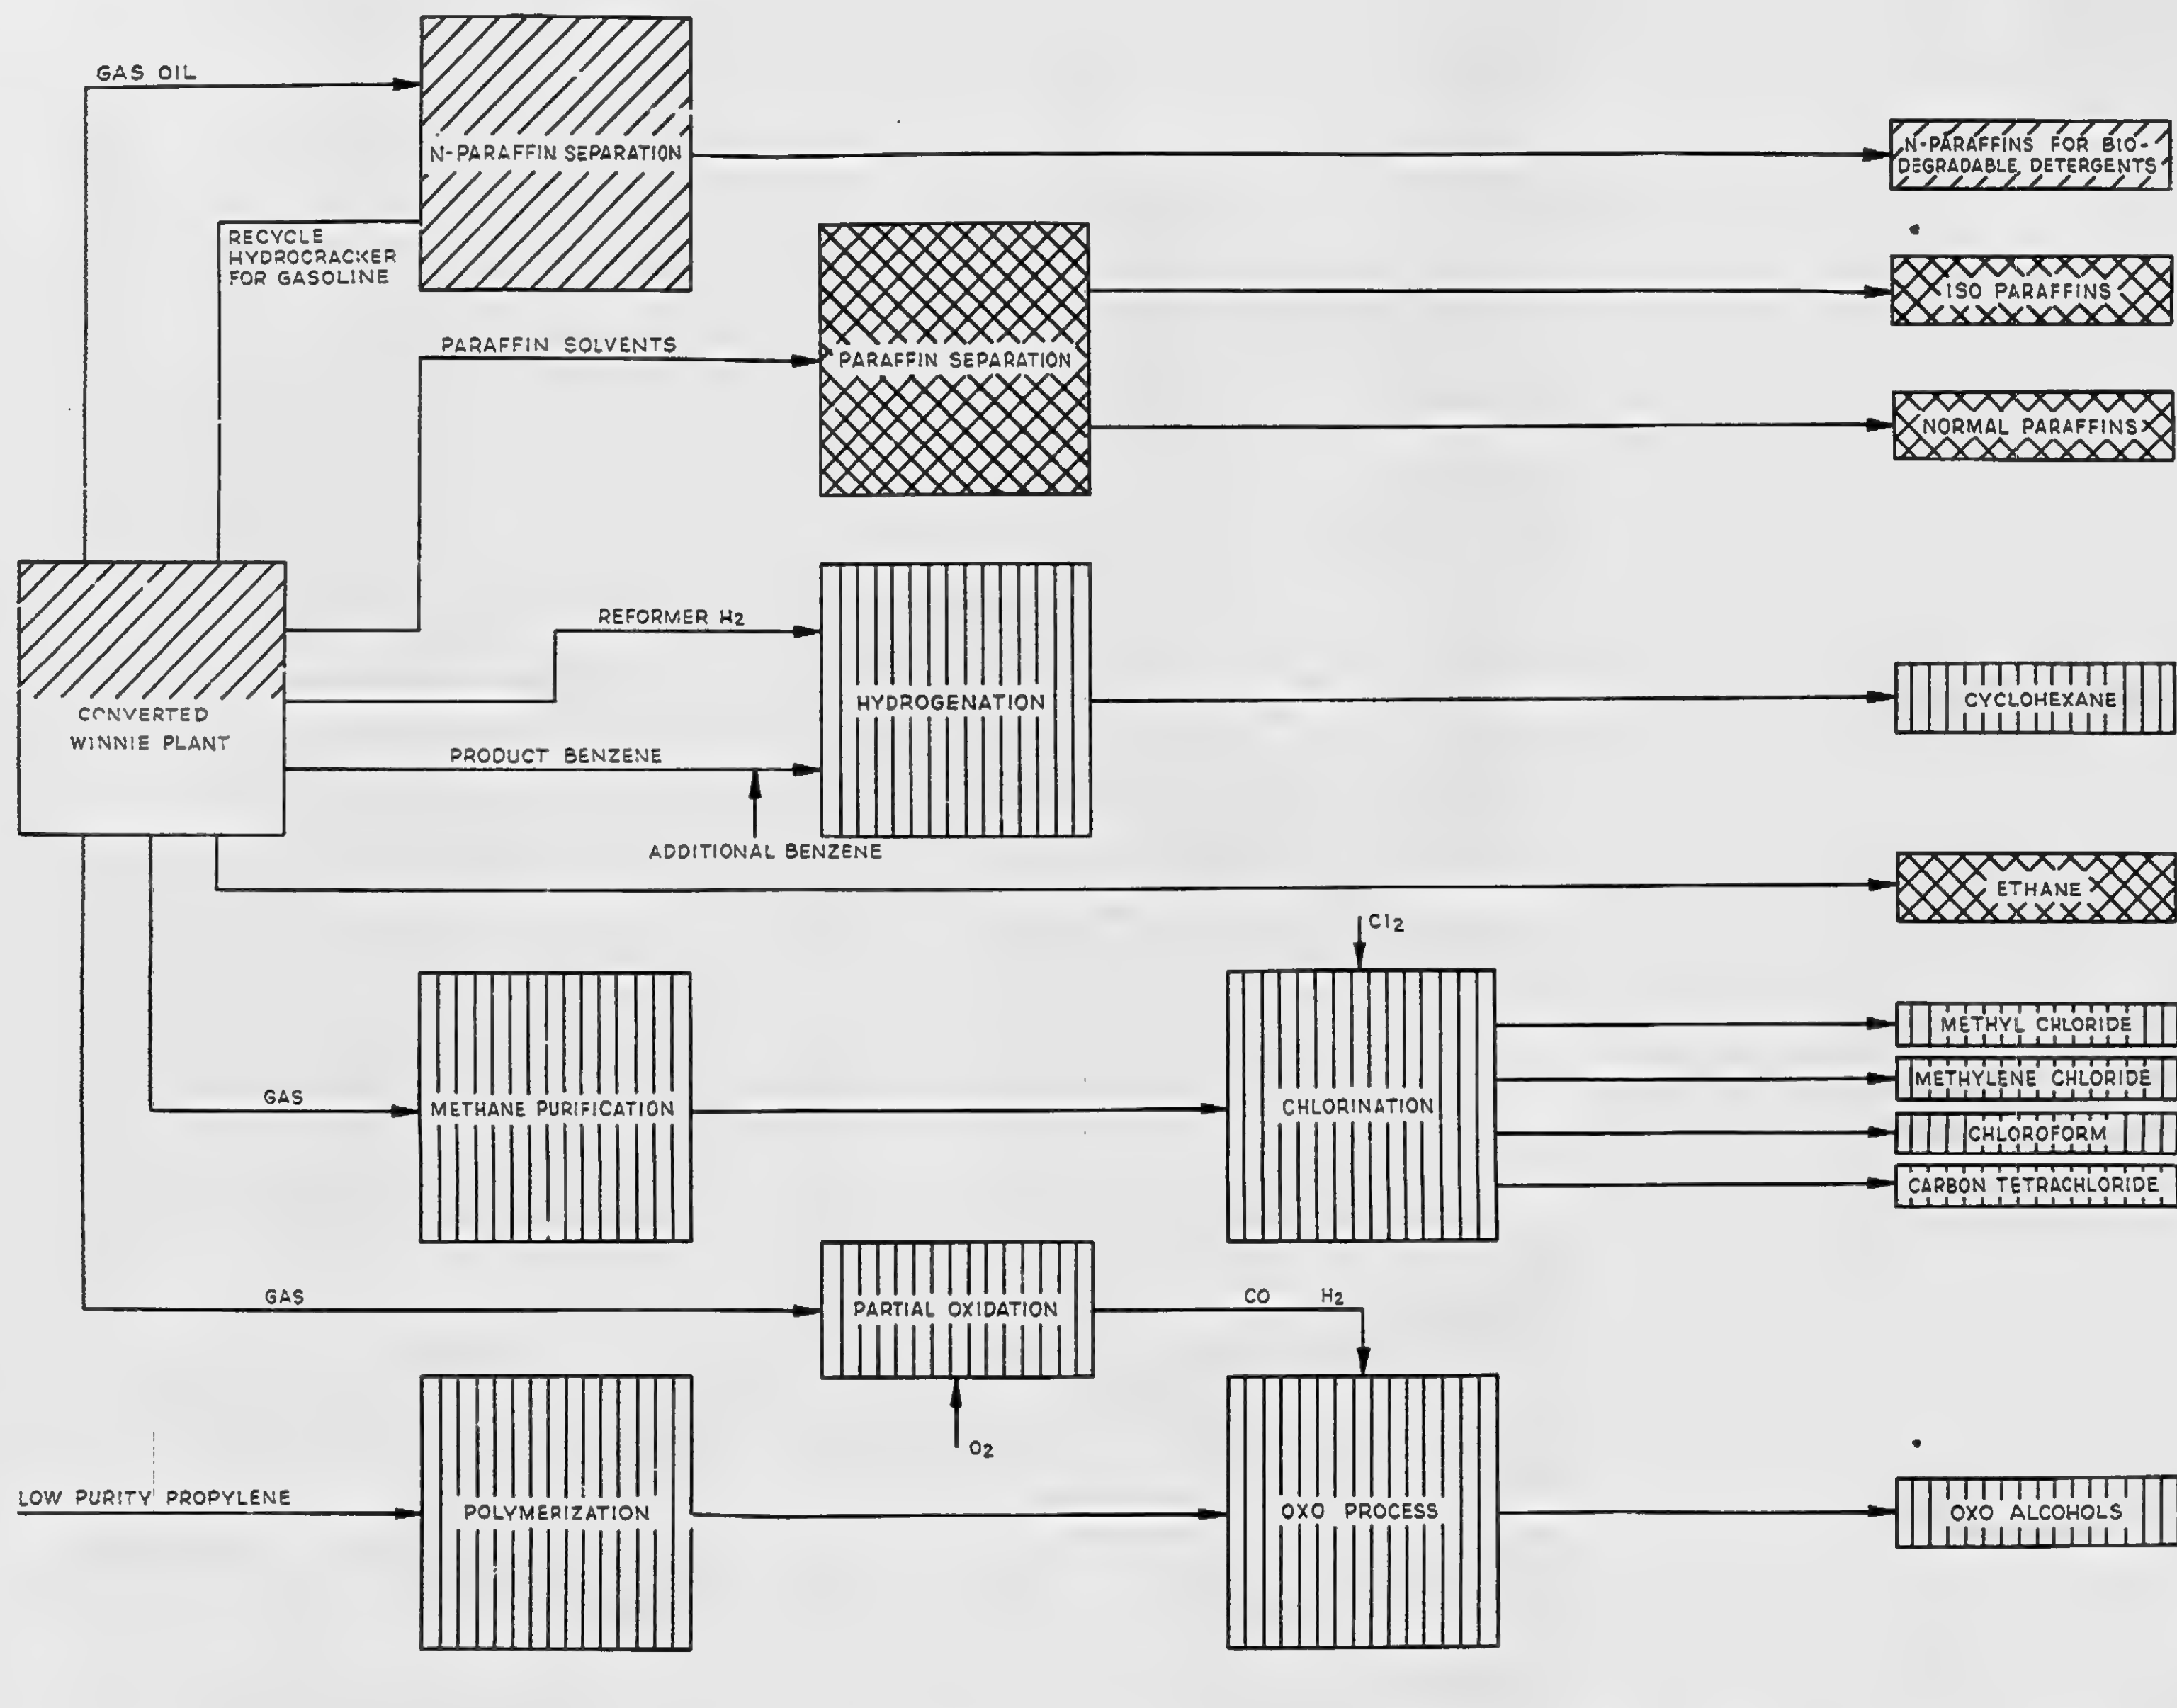 GAS OIL
N-PARAFFIN SEPARATION
N-PARAFFINS FOR BIO-
DEGRADABLE DETERGENTS
RECYCLE
HYDROCRACKER
FOR GASOLINE
ISO PARAFFINS
PARAFFIN SOLVENTS
PARAFFIN SEPARATION
NORMAL PARAFFINS
REFORMER H2
HYDROGENATION
CYCLOHEXANE
CONVERTED
WINNIE PLANT
PRODUCT BENZENE
ADDITIONAL BENZENE
ETHANE
Cl2
METHYL CHLORIDE
METHYLENE CHLORIDE
GAS
METHANE PURIFICATION
CHLORINATION
CHLOROFORM
CARBON TETRACHLORIDE
GAS
PARTIAL OXIDATION
CO H2
O2
LOW PURITY PROPYLENE
POLYMERIZATION
OXO PROCESS
OXO ALCOHOLS